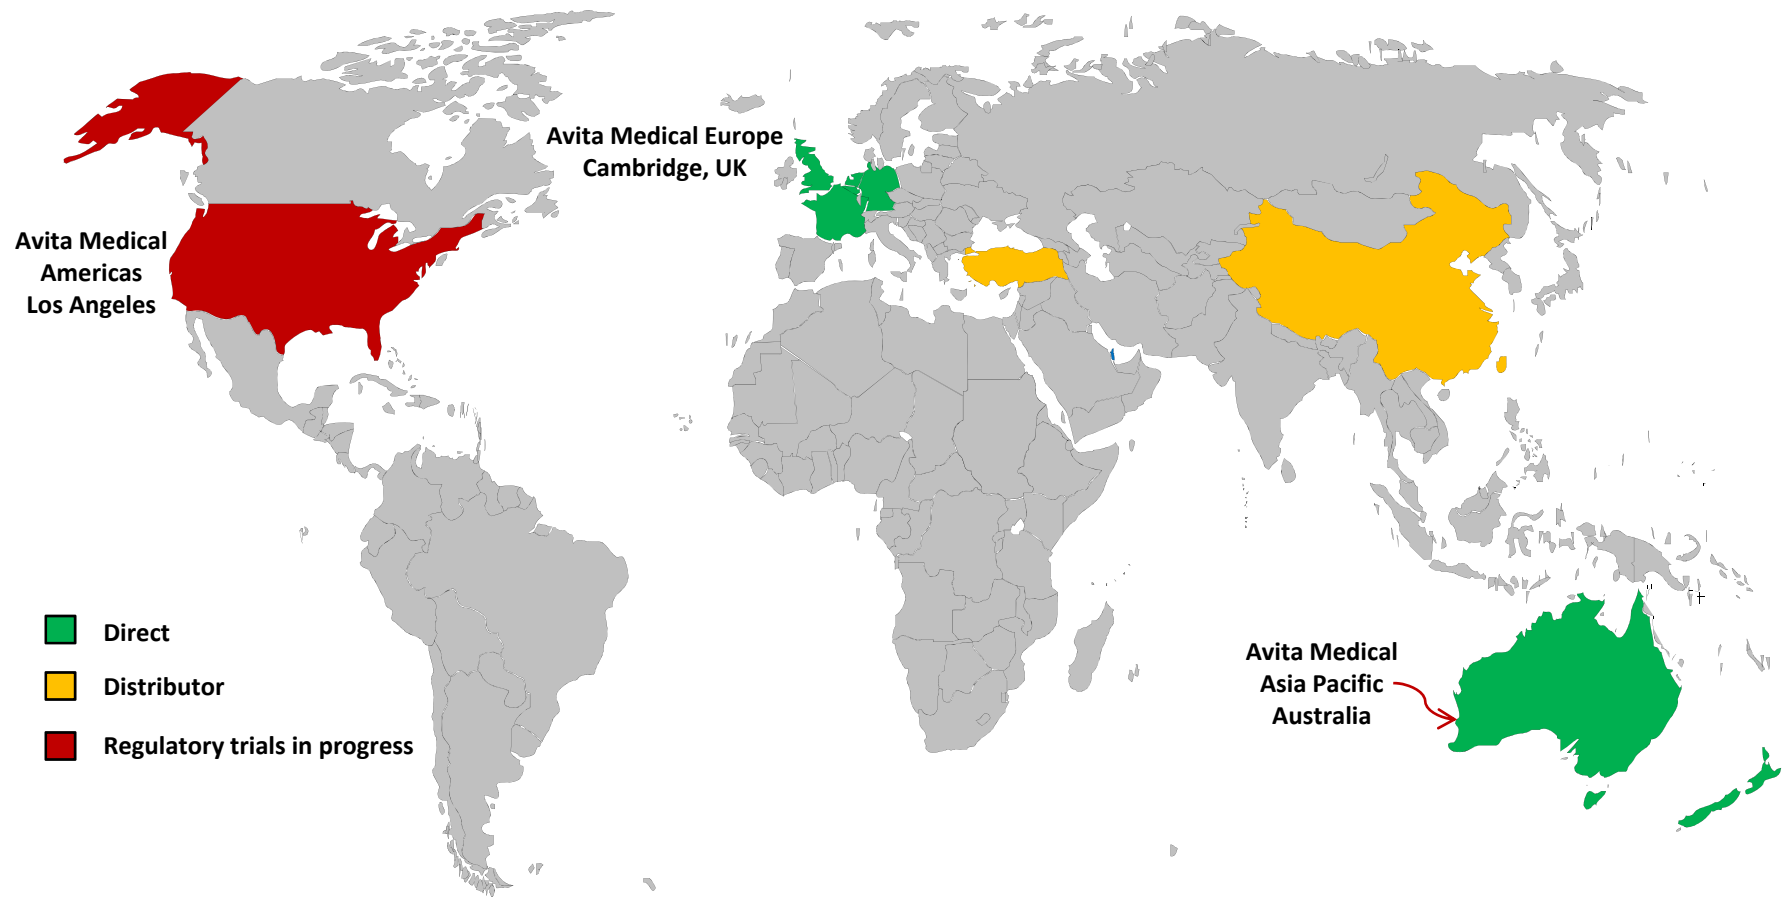 Avita Medical Europe
Cambridge, UK
Avita Medical
Americas
Los Angeles
Direct
Distributor
Regulatory trials in progress
Avita Medical
Asia Pacific
Australia